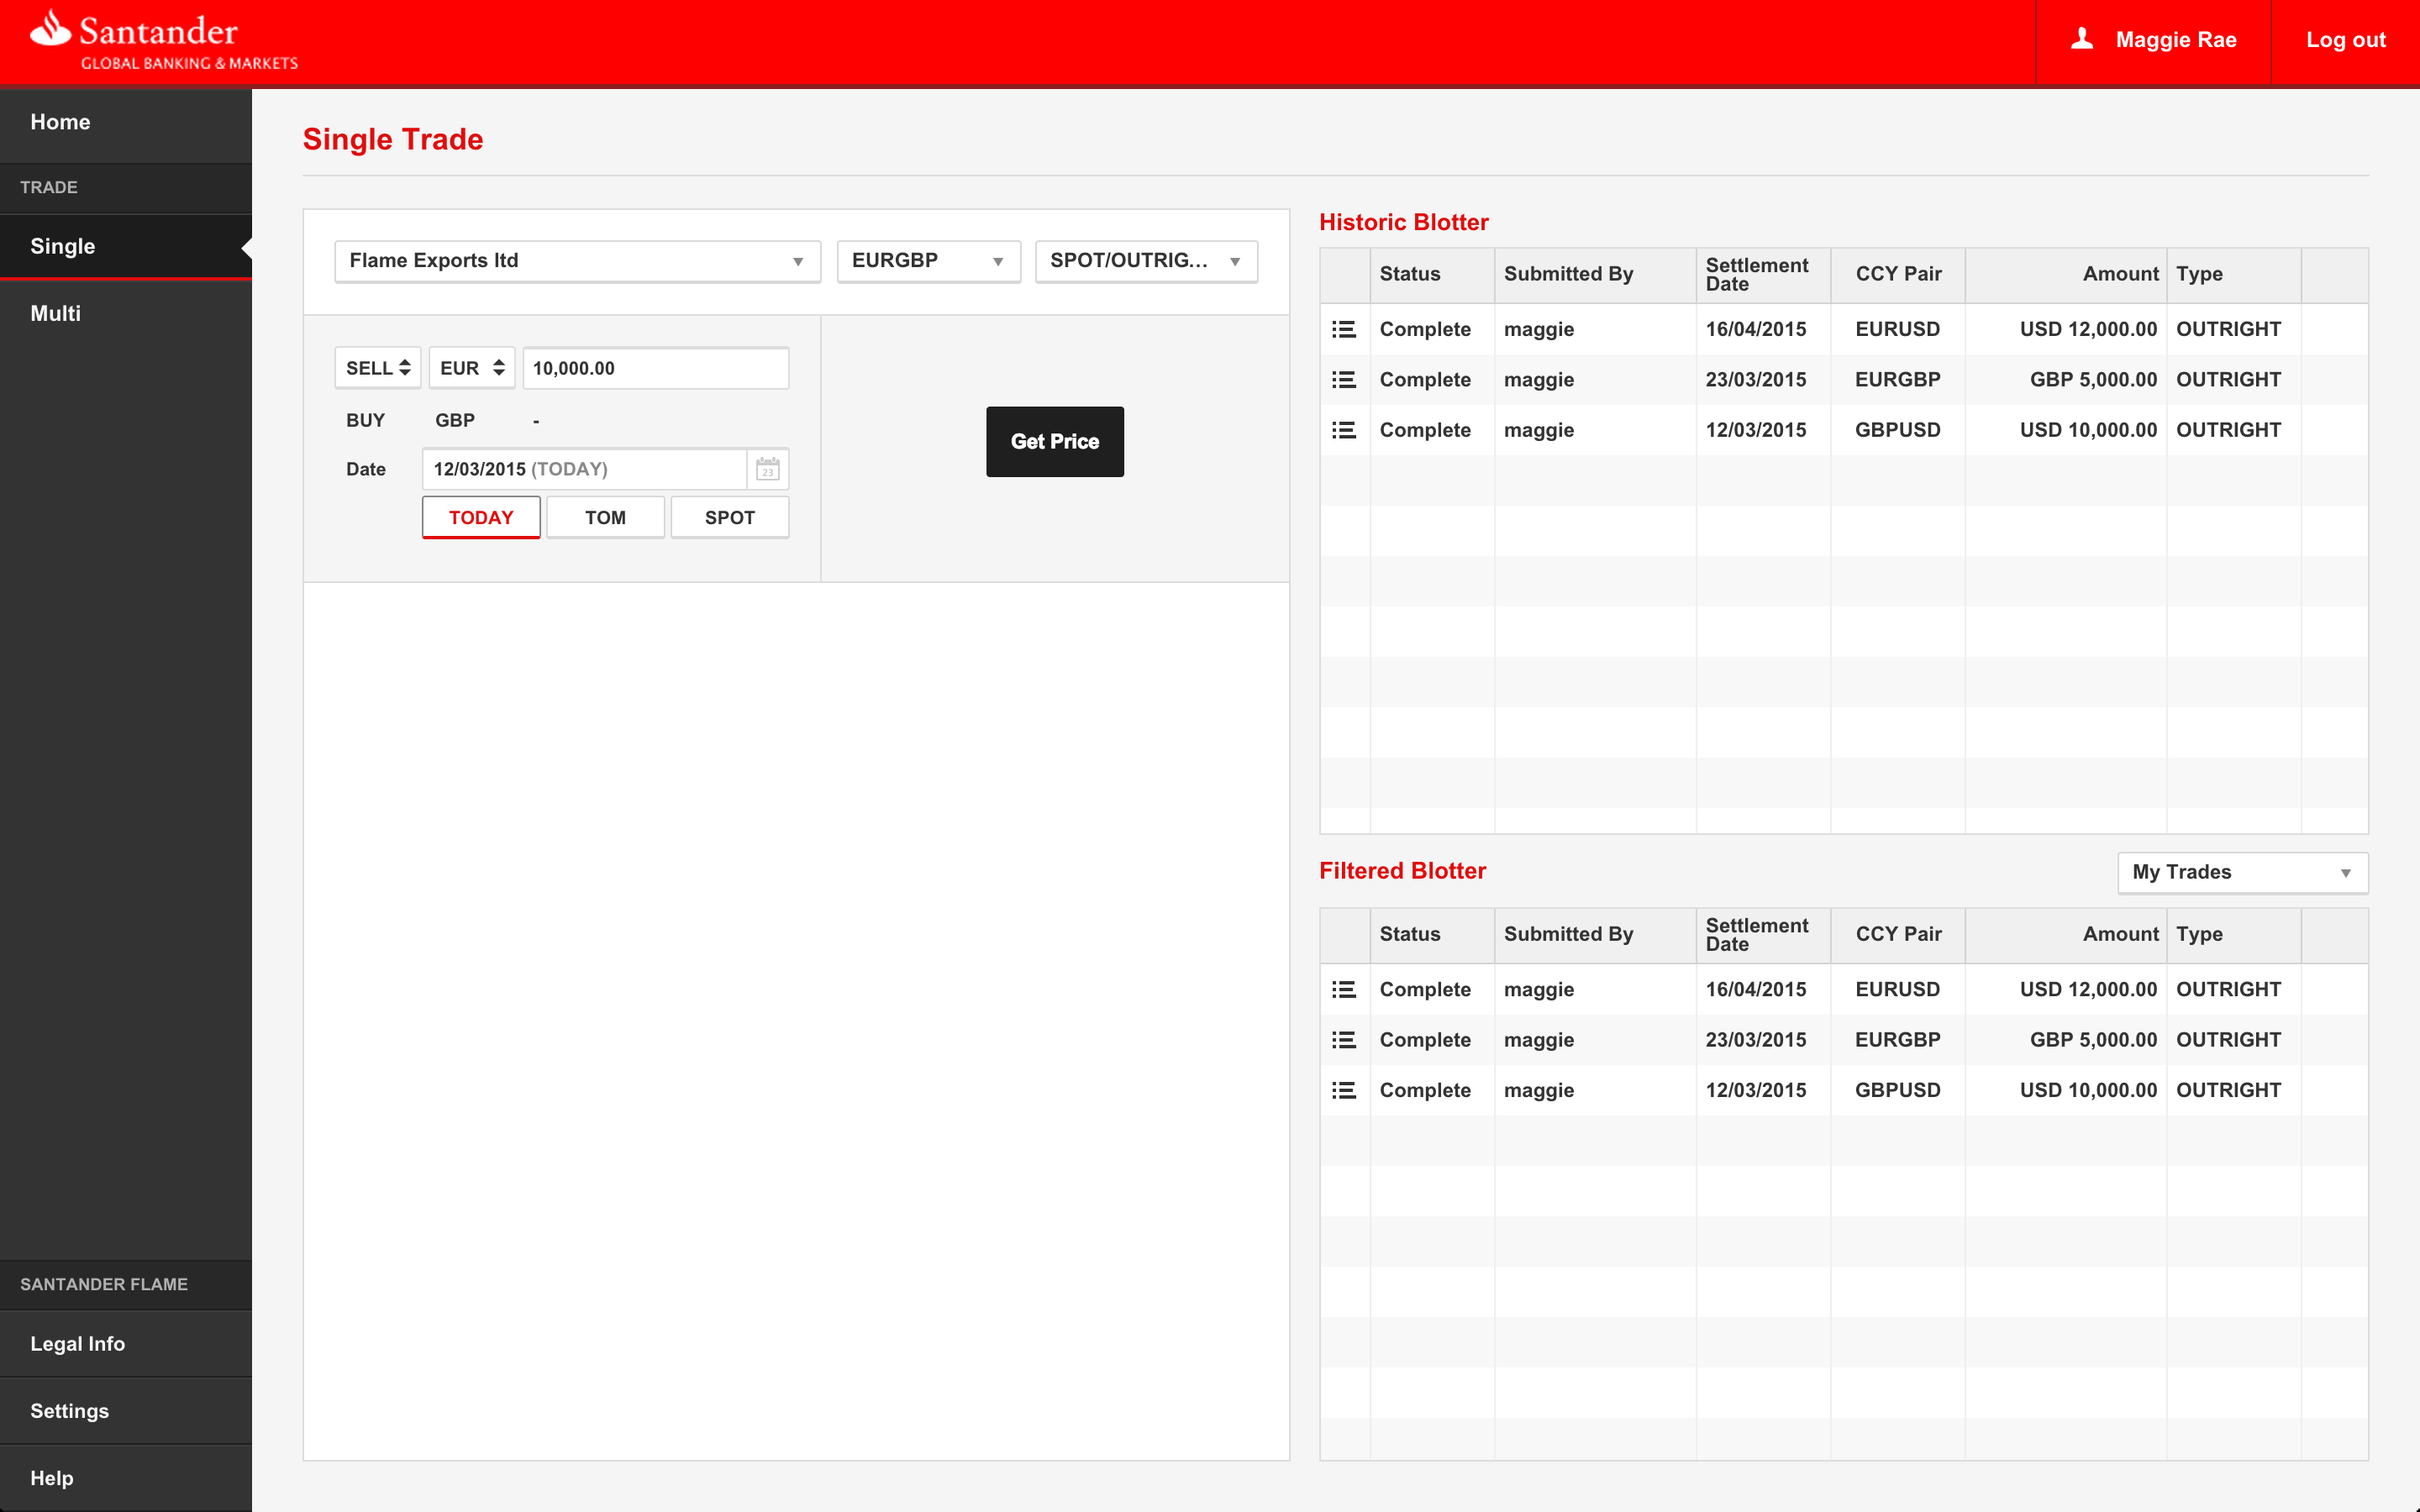 Santander
GLOBAL BANKING & MARKETS
Maggie Rae
Log out
Home
TRADE
Single
Multi
SANTANDER FLAME
Legal Info
Settings
Help
Single Trade
Flame Exports ltd
EURGBP
SPOT/OUTRIG...
SELL EUR 10,000.00
BUY GBP -
Date 12/03/2015 (TODAY) 23
TODAY TOM SPOT
Get Price
Historic Blotter
Status Submitted By Settlement Date CCY Pair Amount Type
Complete maggie 16/04/2015 EURUSD USD 12,000.00 OUTRIGHT
Complete maggie 23/03/2015 EURGBP GBP 5,000.00 OUTRIGHT
Complete maggie 12/03/2015 GBPUSD USD 10,000.00 OUTRIGHT
Filtered Blotter
My Trades
Status Submitted By Settlement Date CCY Pair Amount Type
Complete maggie 16/04/2015 EURUSD USD 12,000.00 OUTRIGHT
Complete maggie 23/03/2015 EURGBP GBP 5,000.00 OUTRIGHT
Complete maggie 12/03/2015 GBPUSD USD 10,000.00 OUTRIGHT